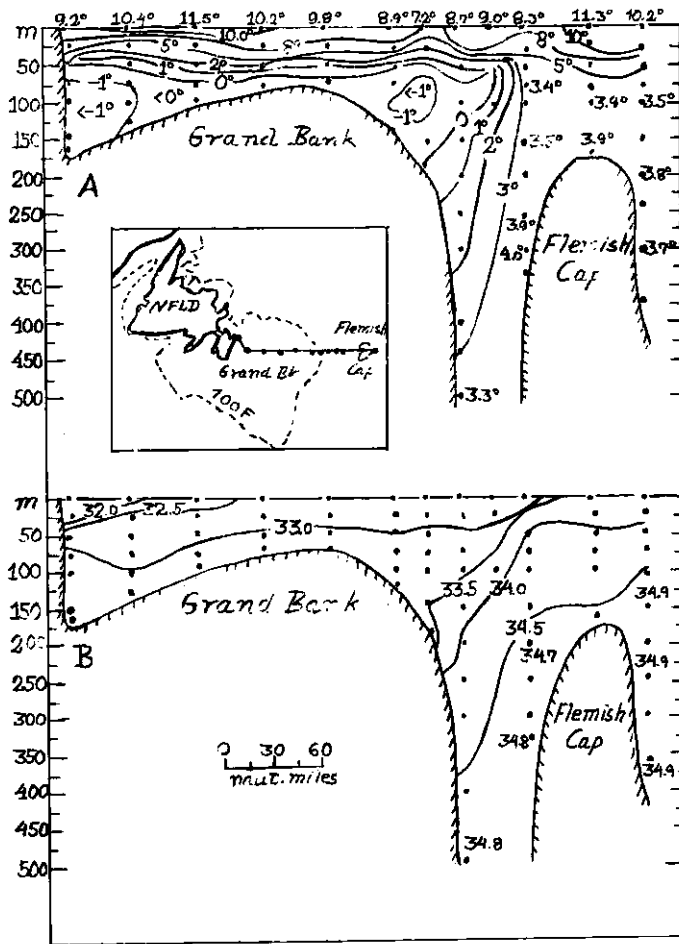 9.2° 10.4° 11.5° 10.2° 9.8° 8.9° 7.2° 8.7° 9.0° 8.3° 11.3° 10.2°
m
10.0° 8° 10°
5° 8° 5°
50 1° 2°
-1° 0° 3.4°
100 <-1° <0° <-1° 0 1° 3.9° 3.5°
-1°
150 Grand Bank 2° 3.5° 3.9°
200 A 3° 3.8°
250 3.9° Flemish
300 4.0° Cap 3.7°
350
400
450
500 3.3°
NFLD
Flemish
Cap
Grand Bk
100F
m 32.0 32.5
50 33.0
100 33.5 34.0
150 Grand Bank 34.5 34.9
200 B 34.7
250 34.9
300 Flemish
350 0 30 60 34.8 Cap 34.9
naut. miles
400
450 34.8
500